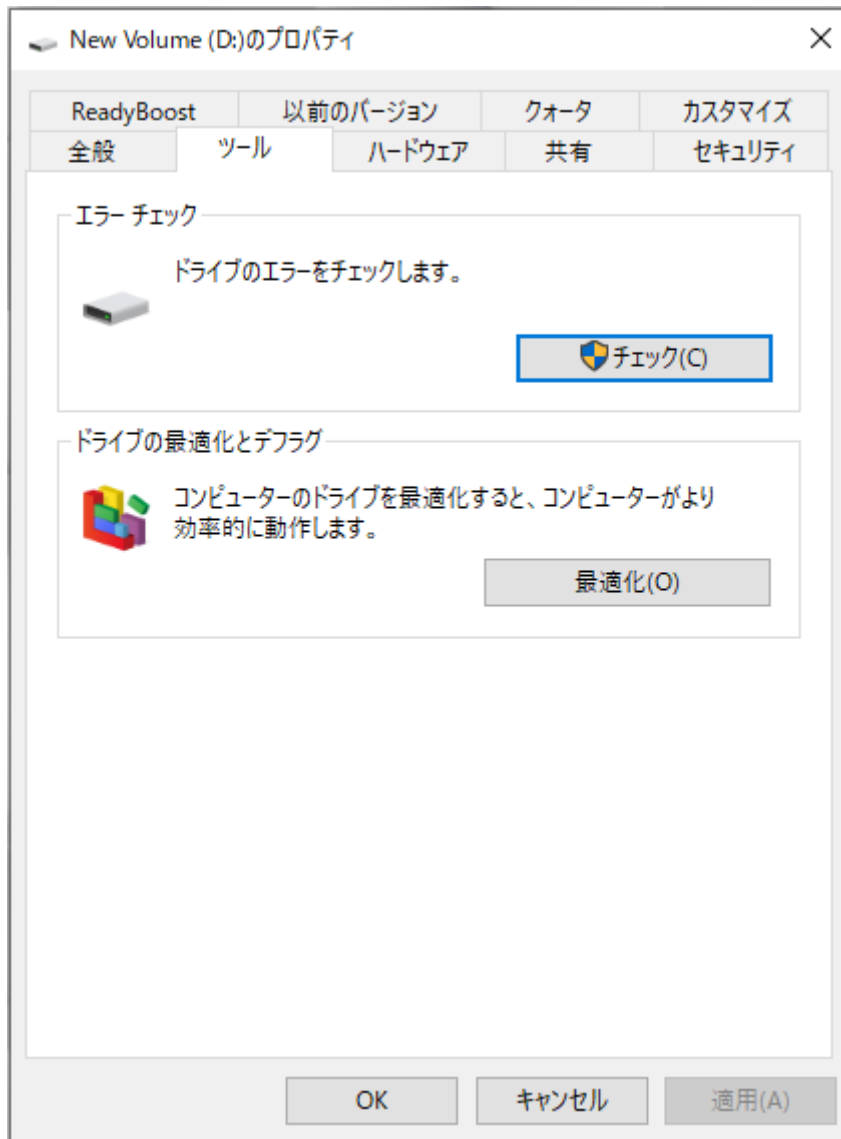 New Volume (D:)のプロパティ
ReadyBoost 以前のバージョン クォータ カスタマイズ
全般 ツール ハードウェア 共有 セキュリティ
エラー チェック
ドライブのエラーをチェックします。
チェック(C)
ドライブの最適化とデフラグ
コンピューターのドライブを最適化すると、コンピューターがより
効率的に動作します。
最適化(O)
OK キャンセル 適用(A)